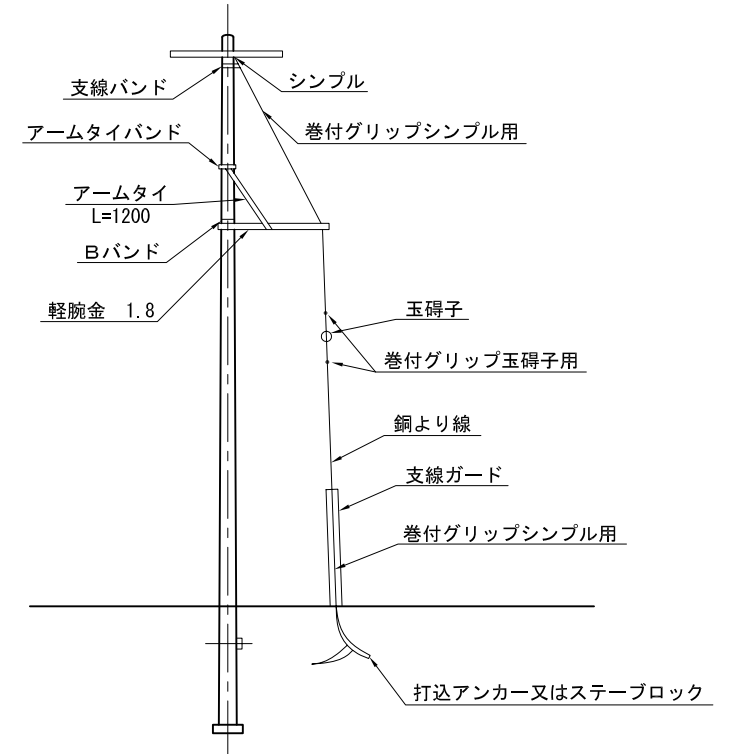 支線バンド
シンプル
アームタイバンド
巻付グリップシンプル用
アームタイ
L=1200
Bバンド
軽腕金 1.8
玉碍子
巻付グリップ玉碍子用
銅より線
支線ガード
巻付グリップシンプル用
打込アンカー又はステーブロック